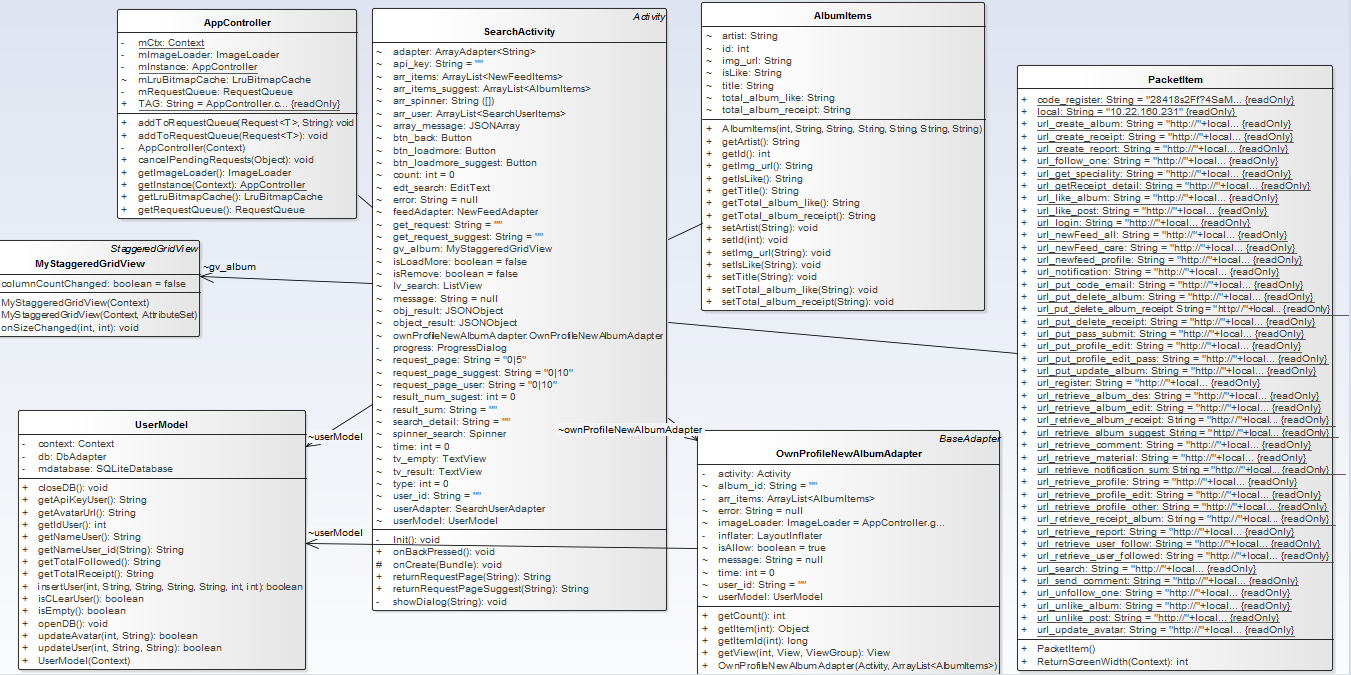 AppController
- mCtx: Context
- mImageLoader: ImageLoader
- mInstance: AppController
~ mLruBitmapCache: LruBitmapCache
- mRequestQueue: RequestQueue
+ TAG: String = AppController.c... {readOnly}
+ addToRequestQueue(Request<T>, String): void
+ addToRequestQueue(Request<T>): void
- AppController(Context)
+ cancelPendingRequests(Object): void
+ getImageLoader(): ImageLoader
+ getInstance(Context): AppController
+ getLruBitmapCache(): LruBitmapCache
+ getRequestQueue(): RequestQueue
StaggeredGridView
MyStaggeredGridView
columnCountChanged: boolean = false
MyStaggeredGridView(Context)
MyStaggeredGridView(Context, AttributeSet)
onSizeChanged(int, int): void
~gv_album
UserModel
- context: Context
- db: DbAdapter
- mdatabase: SQLiteDatabase
+ closeDB(): void
+ getApiKeyUser(): String
+ getAvatarUrl(): String
+ getIdUser(): int
+ getNameUser(): String
+ getNameUser_id(String): String
+ getTotalFollowed(): String
+ getTotalReceipt(): String
+ insertUser(int, String, String, String, String, int, int): boolean
+ isCLearUser(): boolean
+ isEmpty(): boolean
+ openDB(): void
+ updateAvatar(int, String): boolean
+ updateUser(int, String, String): boolean
+ UserModel(Context)
~userModel
~userModel
Activity
SearchActivity
~ adapter: ArrayAdapter<String>
~ api_key: String = ""
~ arr_items: ArrayList<NewFeedItems>
~ arr_items_suggest: ArrayList<AlbumItems>
~ arr_spinner: String ([])
~ arr_user: ArrayList<SearchUserItems>
~ array_message: JSONArray
~ btn_back: Button
~ btn_loadmore: Button
~ btn_loadmore_suggest: Button
~ count: int = 0
~ edt_search: EditText
~ error: String = null
~ feedAdapter: NewFeedAdapter
~ get_request: String = ""
~ get_request_suggest: String = ""
~ gv_album: MyStaggeredGridView
~ isLoadMore: boolean = false
~ isRemove: boolean = false
~ lv_search: ListView
~ message: String = null
~ obj_result: JSONObject
~ object_result: JSONObject
~ ownProfileNewAlbumAdapter: OwnProfileNewAlbumAdapter
- progress: ProgressDialog
~ request_page: String = "0|5"
~ request_page_suggest: String = "0|10"
~ request_page_user: String = "0|10"
~ result_num_sugest: int = 0
~ result_sum: String = ""
~ search_detail: String = ""
~ spinner_search: Spinner
~ time: int = 0
~ tv_empty: TextView
~ tv_result: TextView
~ type: int = 0
~ user_id: String = ""
~ userAdapter: SearchUserAdapter
~ userModel: UserModel
- Init(): void
+ onBackPressed(): void
# onCreate(Bundle): void
+ returnRequestPage(String): String
+ returnRequestPageSuggest(String): String
- showDialog(String): void
~ownProfileNewAlbumAdapter
AlbumItems
~ artist: String
~ id: int
~ img_url: String
~ isLike: String
~ title: String
~ total_album_like: String
~ total_album_receipt: String
+ AlbumItems(int, String, String, String, String, String, String)
+ getArtist(): String
+ getId(): int
+ getImg_url(): String
+ getIsLike(): String
+ getTitle(): String
+ getTotal_album_like(): String
+ getTotal_album_receipt(): String
+ setArtist(String): void
+ setId(int): void
+ setImg_url(String): void
+ setIsLike(String): void
+ setTitle(String): void
+ setTotal_album_like(String): void
+ setTotal_album_receipt(String): void
BaseAdapter
OwnProfileNewAlbumAdapter
- activity: Activity
~ album_id: String = ""
- arr_items: ArrayList<AlbumItems>
~ error: String = null
~ imageLoader: ImageLoader = AppController.g...
- inflater: LayoutInflater
~ isAllow: boolean = true
~ message: String = null
~ time: int = 0
~ user_id: String = ""
~ userModel: UserModel
+ getCount(): int
+ getItem(int): Object
+ getItemId(int): long
+ getView(int, View, ViewGroup): View
+ OwnProfileNewAlbumAdapter(Activity, ArrayList<AlbumItems>)
PacketItem
+ code_register: String = "28418s2Ff?4SaM... {readOnly}
+ local: String = "10.22.160.231" {readOnly}
+ url_create_album: String = "http://"+local... {readOnly}
+ url_create_receipt: String = "http://"+local... {readOnly}
+ url_create_report: String = "http://"+local... {readOnly}
+ url_follow_one: String = "http://"+local... {readOnly}
+ url_get_speciality: String = "http://"+local... {readOnly}
+ url_getReceipt_detail: String = "http://"+local... {readOnly}
+ url_like_album: String = "http://"+local... {readOnly}
+ url_like_post: String = "http://"+local... {readOnly}
+ url_login: String = "http://"+local... {readOnly}
+ url_newFeed_all: String = "http://"+local... {readOnly}
+ url_newFeed_care: String = "http://"+local... {readOnly}
+ url_newfeed_profile: String = "http://"+local... {readOnly}
+ url_notification: String = "http://"+local... {readOnly}
+ url_put_code_email: String = "http://"+local... {readOnly}
+ url_put_delete_album: String = "http://"+local... {readOnly}
+ url_put_delete_album_receipt: String = "http://"+local... {readOnly}
+ url_put_delete_receipt: String = "http://"+local... {readOnly}
+ url_put_pass_submit: String = "http://"+local... {readOnly}
+ url_put_profile_edit: String = "http://"+local... {readOnly}
+ url_put_profile_edit_pass: String = "http://"+local... {readOnly}
+ url_put_update_album: String = "http://"+local... {readOnly}
+ url_register: String = "http://"+local... {readOnly}
+ url_retrieve_album_des: String = "http://"+local... {readOnly}
+ url_retrieve_album_edit: String = "http://"+local... {readOnly}
+ url_retrieve_album_receipt: String = "http://"+local... {readOnly}
+ url_retrieve_album_suggest: String = "http://"+local... {readOnly}
+ url_retrieve_comment: String = "http://"+local... {readOnly}
+ url_retrieve_material: String = "http://"+local... {readOnly}
+ url_retrieve_notification_sum: String = "http://"+local... {readOnly}
+ url_retrieve_profile: String = "http://"+local... {readOnly}
+ url_retrieve_profile_edit: String = "http://"+local... {readOnly}
+ url_retrieve_profile_other: String = "http://"+local... {readOnly}
+ url_retrieve_receipt_album: String = "http://"+local... {readOnly}
+ url_retrieve_report: String = "http://"+local... {readOnly}
+ url_retrieve_user_follow: String = "http://"+local... {readOnly}
+ url_retrieve_user_followed: String = "http://"+local... {readOnly}
+ url_search: String = "http://"+local... {readOnly}
+ url_send_comment: String = "http://"+local... {readOnly}
+ url_unfollow_one: String = "http://"+local... {readOnly}
+ url_unlike_album: String = "http://"+local... {readOnly}
+ url_unlike_post: String = "http://"+local... {readOnly}
+ url_update_avatar: String = "http://"+local... {readOnly}
+ PacketItem()
+ ReturnScreenWidth(Context): int